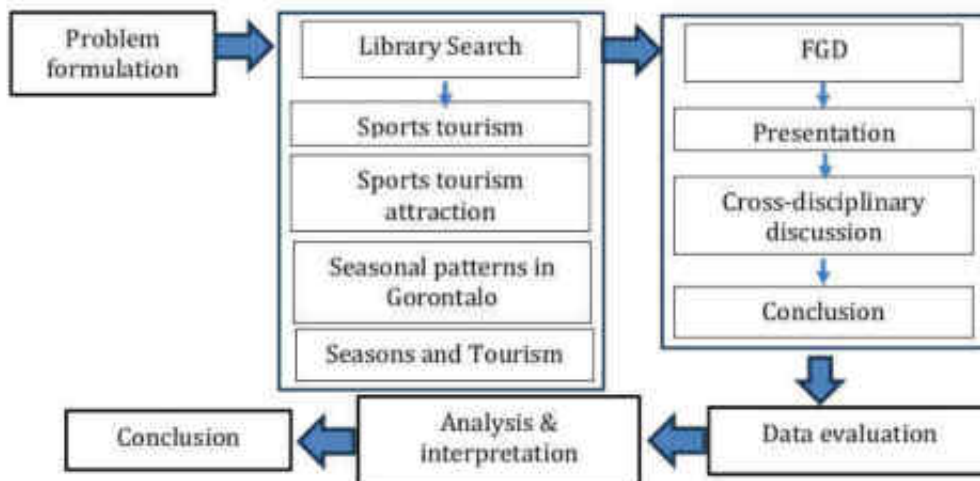 Problem
formulation
Library Search
Sports tourism
Sports tourism
attraction
Seasonal patterns in
Gorontalo
Seasons and Tourism
FGD
Presentation
Cross-disciplinary
discussion
Conclusion
Data evaluation
Analysis &
interpretation
Conclusion